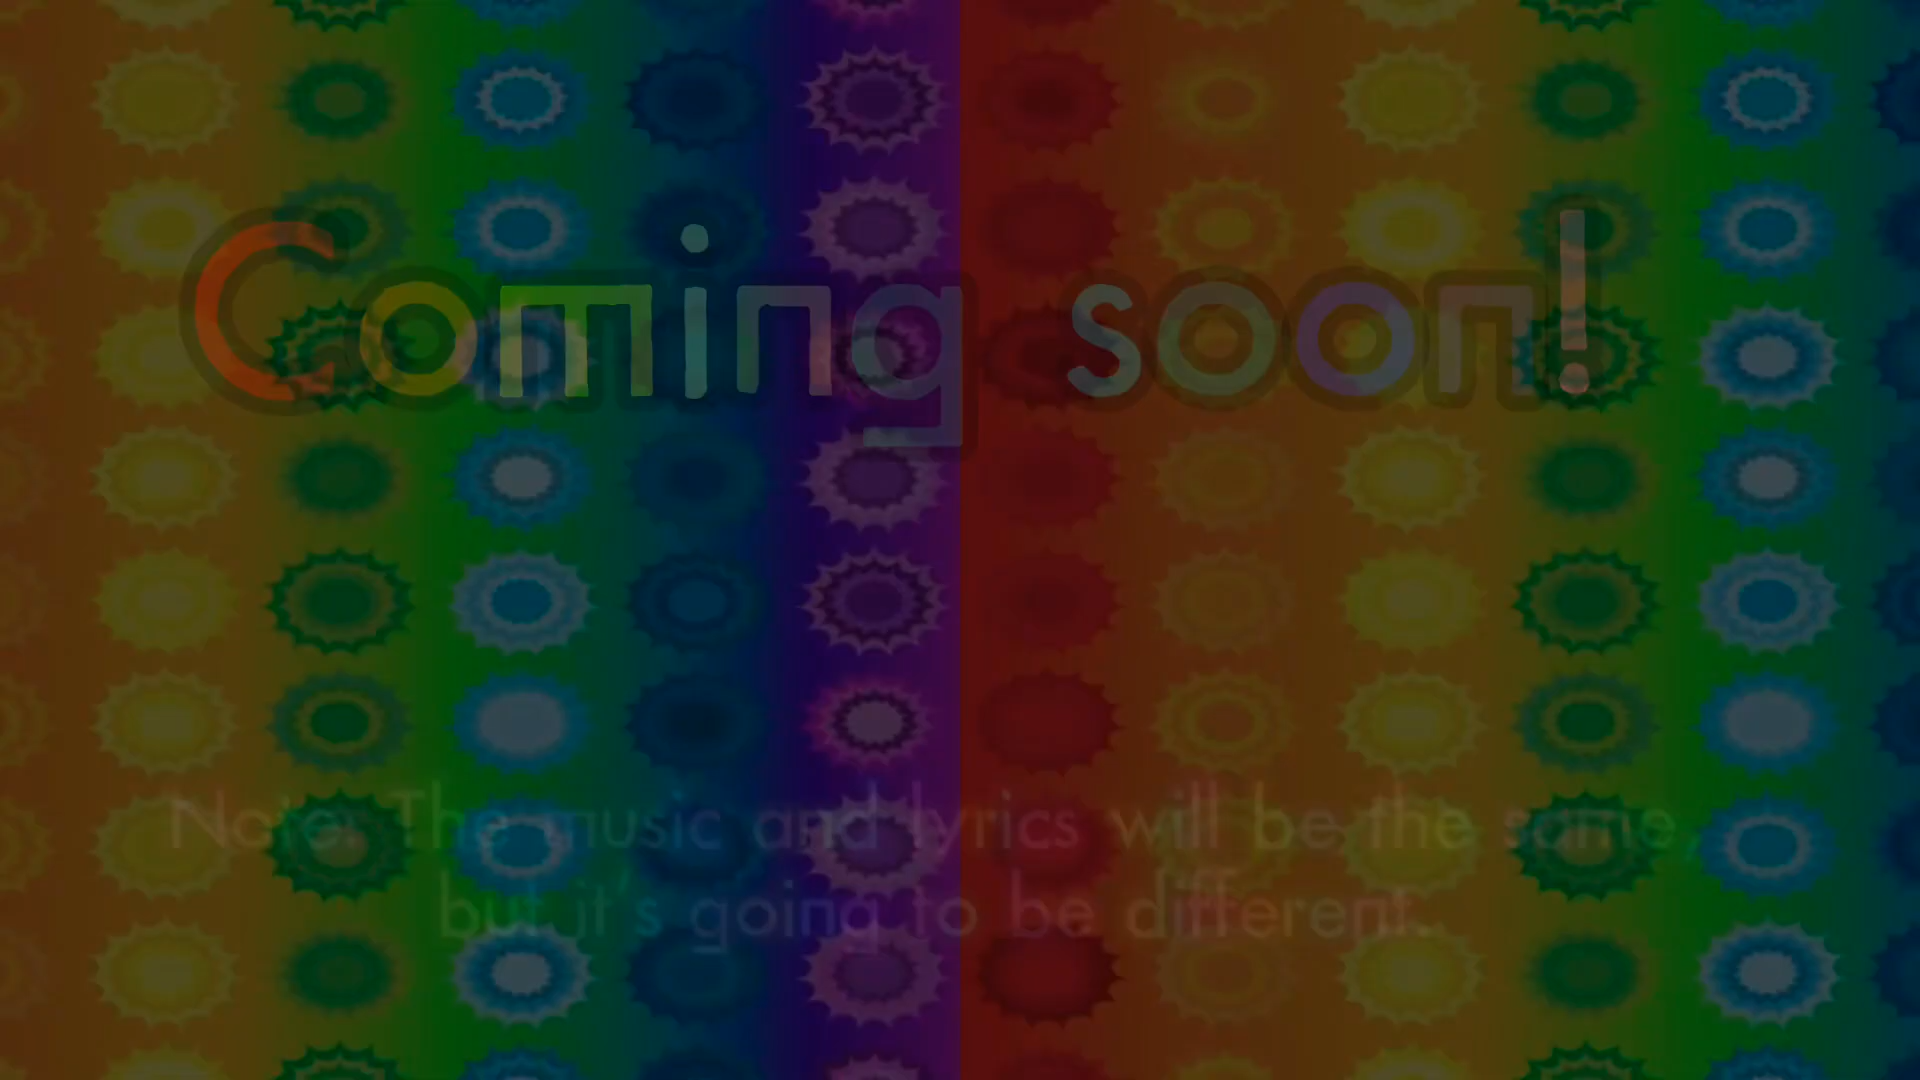 Coming soon!
Note: The music and lyrics will be the same,
but it's going to be different.